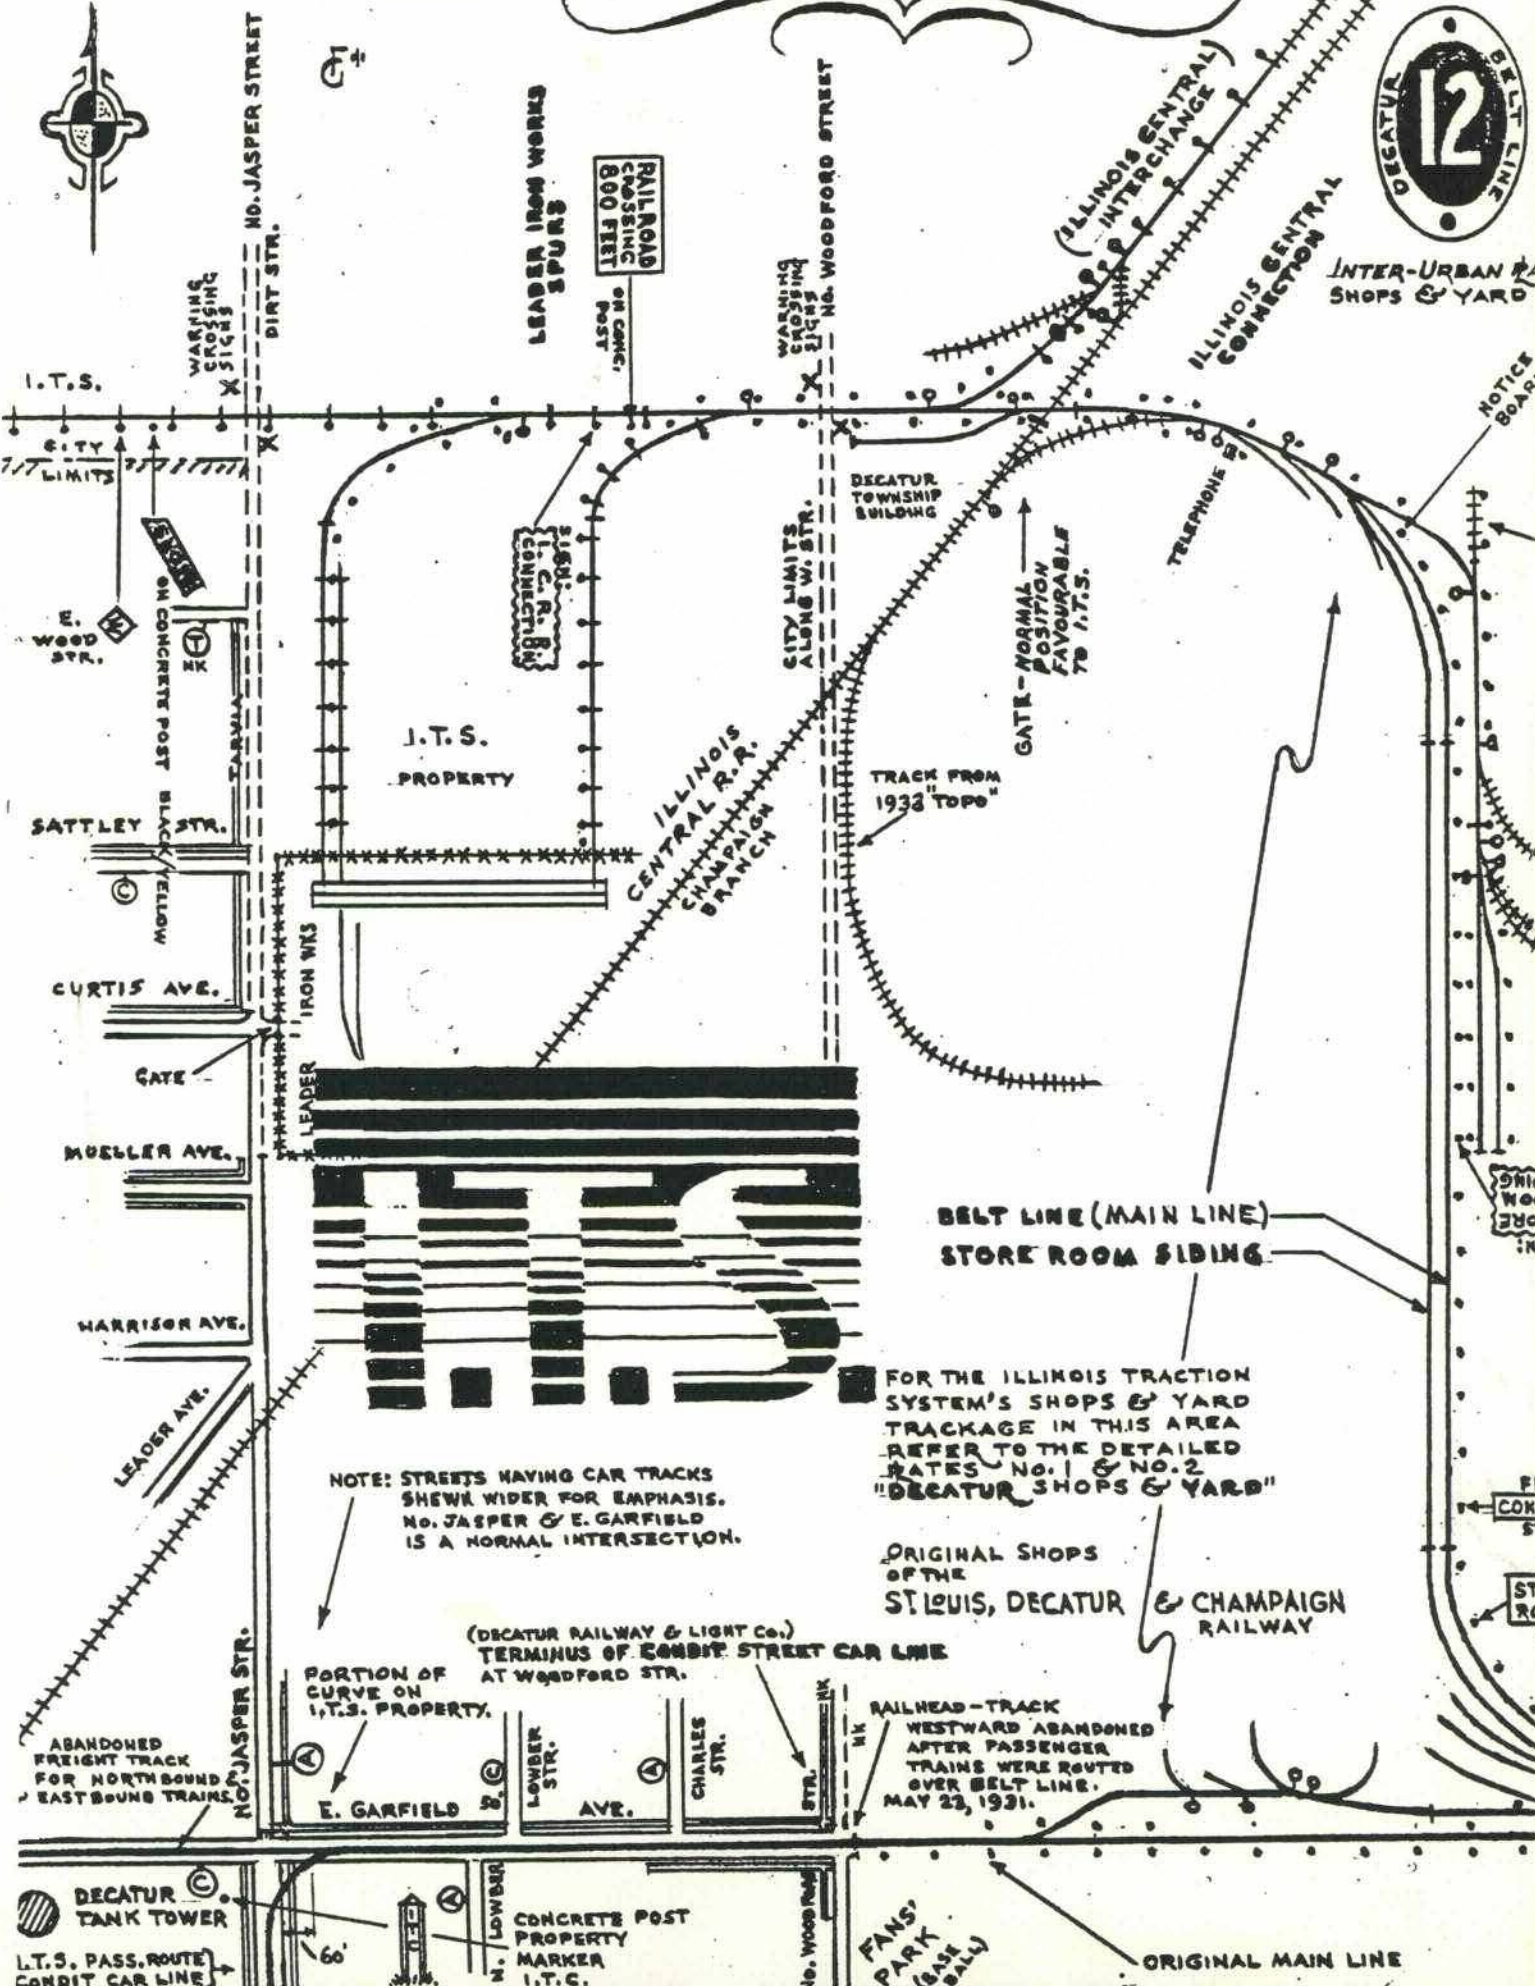 NO. JASPER STREET
DIRT STR.
WARNING
CROSSING
SIGNS
LEADER IRON WORKS
SPURS
RAILROAD
CROSSING
800 FEET
ON CONC.
POST
WARNING
CROSSING
SIGNS
NO. WOODFORD STREET
(ILLINOIS CENTRAL)
INTERCHANGE
ILLINOIS CENTRAL
CONNECTION
DECATUR
12
BELT LINE
INTER-URBAN
SHOPS & YARD
NOTICE
I.T.S.
CITY
LIMITS
E.
WOOD
STR.
W
ON CONCRETE POST BLACK YELLOW
T
HK
TARVIA
SIGN:
I. C. R. R.
CONNECTION
DECATUR
TOWNSHIP
BUILDING
CITY LIMITS
ALONG W. STR.
GATE-NORMAL
POSITION
FAVOURABLE
TO I.T.S.
TELEPHONE
I.T.S.
PROPERTY
ILLINOIS
CENTRAL R.R.
CHAMPAIGN
BRANCH
TRACK FROM
1932 "TOPO"
SATTLEY STR.
C
CURTIS AVE.
GATE
LEADER IRON WKS
MUELLER AVE.
HARRISON AVE.
LEADER AVE.
I.T.S.
BELT LINE (MAIN LINE)
STORE ROOM SIDING
FOR THE ILLINOIS TRACTION
SYSTEM'S SHOPS & YARD
TRACKAGE IN THIS AREA
REFER TO THE DETAILED
PLATES NO. 1 & NO. 2
"DECATUR SHOPS & YARD"
NOTE: STREETS HAVING CAR TRACKS
SHEWN WIDER FOR EMPHASIS.
NO. JASPER & E. GARFIELD
IS A NORMAL INTERSECTION.
ORIGINAL SHOPS
OF THE
ST. LOUIS, DECATUR & CHAMPAIGN
RAILWAY
(DECATUR RAILWAY & LIGHT CO.)
TERMINUS OF CONDIT STREET CAR LINE
AT WOODFORD STR.
PORTION OF
CURVE ON
I.T.S. PROPERTY.
NO. JASPER STR.
ABANDONED
FREIGHT TRACK
FOR NORTHBOUND &
EASTBOUND TRAINS.
A
E. GARFIELD
C
50'
LOWBER
STR.
AVE.
A
CHARLES
STR.
STR.
HK
HK
RAILHEAD-TRACK
WESTWARD ABANDONED
AFTER PASSENGER
TRAINS WERE ROUTED
OVER BELT LINE.
MAY 22, 1931.
DECATUR
TANK TOWER
C
60'
A
N. LOWBER
CONCRETE POST
PROPERTY
MARKER
I.T.S.
NO. WOODFORD
FANS'
PARK
(BASE
BALL)
ORIGINAL MAIN LINE
I.T.S. PASS. ROUTE
CONDIT CAR LINE